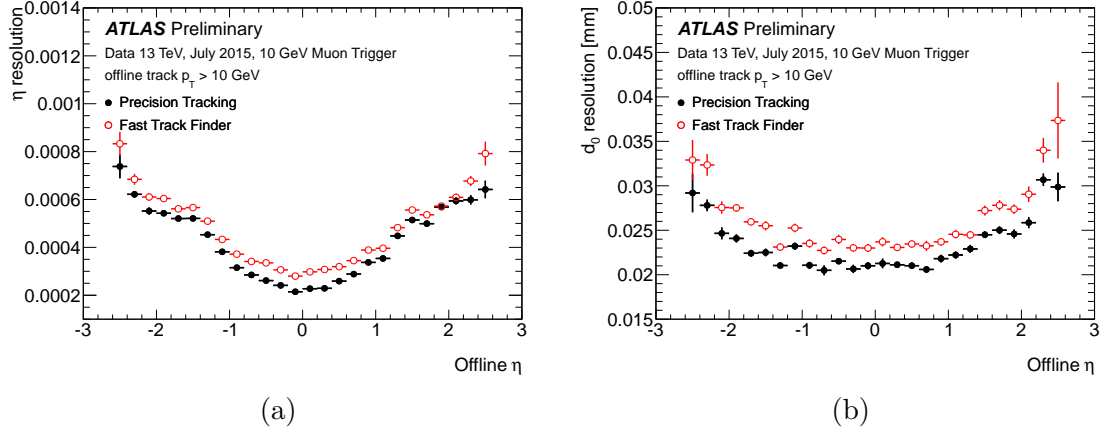 ATLAS Preliminary
Data 13 TeV, July 2015, 10 GeV Muon Trigger
offline track p_T > 10 GeV
Precision Tracking
Fast Track Finder
η resolution
0.0014
0.0012
0.001
0.0008
0.0006
0.0004
0.0002
-3 -2 -1 0 1 2 3
Offline η
(a)
ATLAS Preliminary
Data 13 TeV, July 2015, 10 GeV Muon Trigger
offline track p_T > 10 GeV
Precision Tracking
Fast Track Finder
d_0 resolution [mm]
0.05
0.045
0.04
0.035
0.03
0.025
0.02
0.015
-3 -2 -1 0 1 2 3
Offline η
(b)